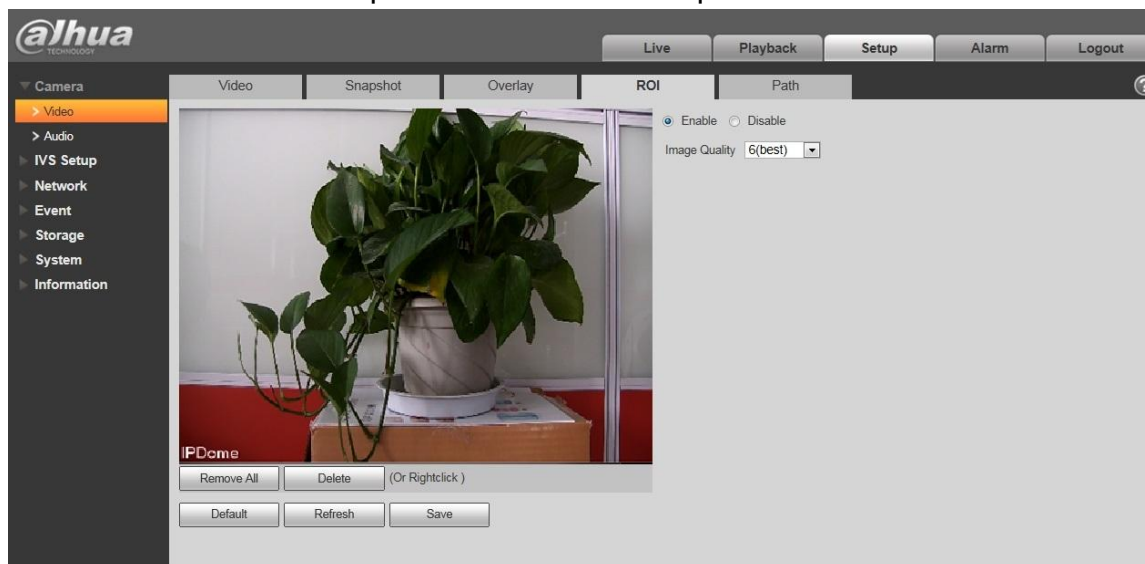 alhua
TECHNOLOGY
Live Playback Setup Alarm Logout
Camera
Video Snapshot Overlay ROI Path
> Video
> Audio
IVS Setup
Network
Event
Storage
System
Information
Enable Disable
Image Quality 6(best)
IPDome
Remove All Delete (Or Rightclick )
Default Refresh Save